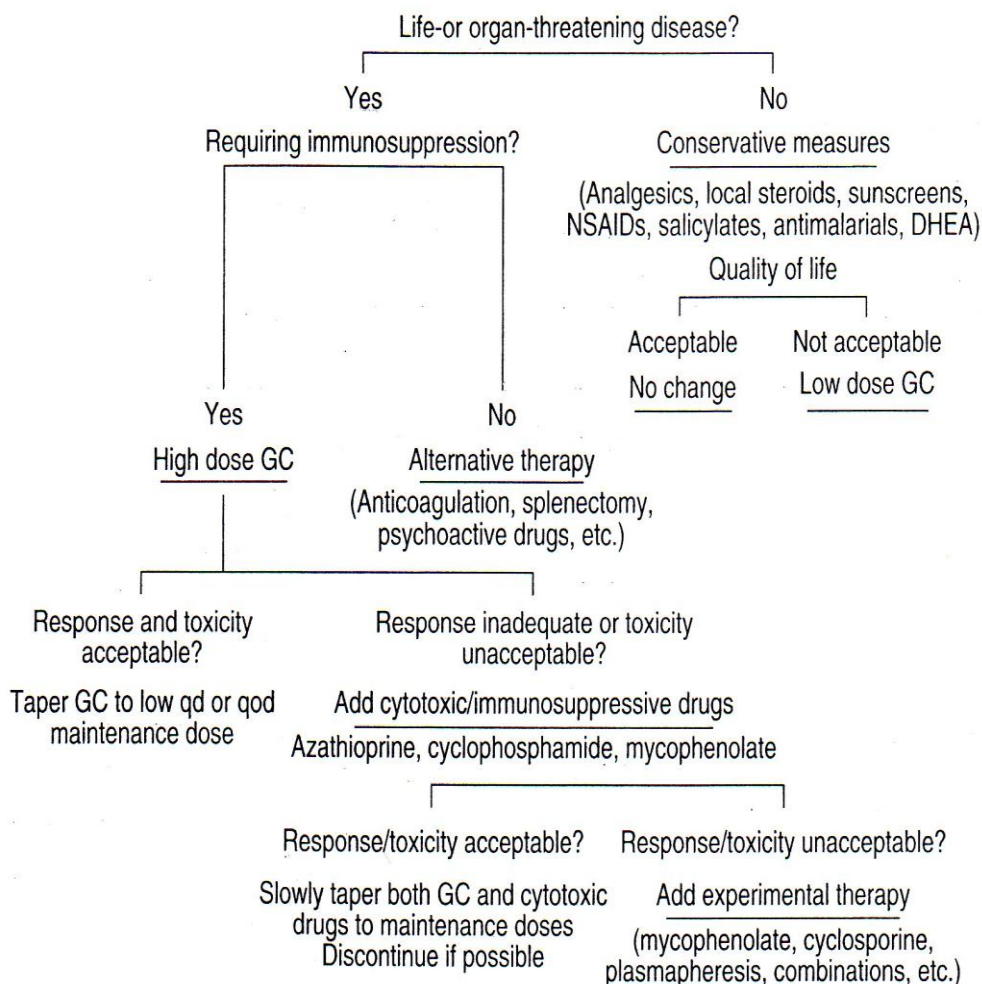 Life-or organ-threatening disease?
Yes
No
Requiring immunosuppression?
Conservative measures
(Analgesics, local steroids, sunscreens,
NSAIDs, salicylates, antimalarials, DHEA)
Quality of life
Acceptable
Not acceptable
No change
Low dose GC
Yes
No
High dose GC
Alternative therapy
(Anticoagulation, splenectomy,
psychoactive drugs, etc.)
Response and toxicity
acceptable?
Taper GC to low qd or qod
maintenance dose
Response inadequate or toxicity
unacceptable?
Add cytotoxic/immunosuppressive drugs
Azathioprine, cyclophosphamide, mycophenolate
Response/toxicity acceptable?
Slowly taper both GC and cytotoxic
drugs to maintenance doses
Discontinue if possible
Response/toxicity unacceptable?
Add experimental therapy
(mycophenolate, cyclosporine,
plasmapheresis, combinations, etc.)